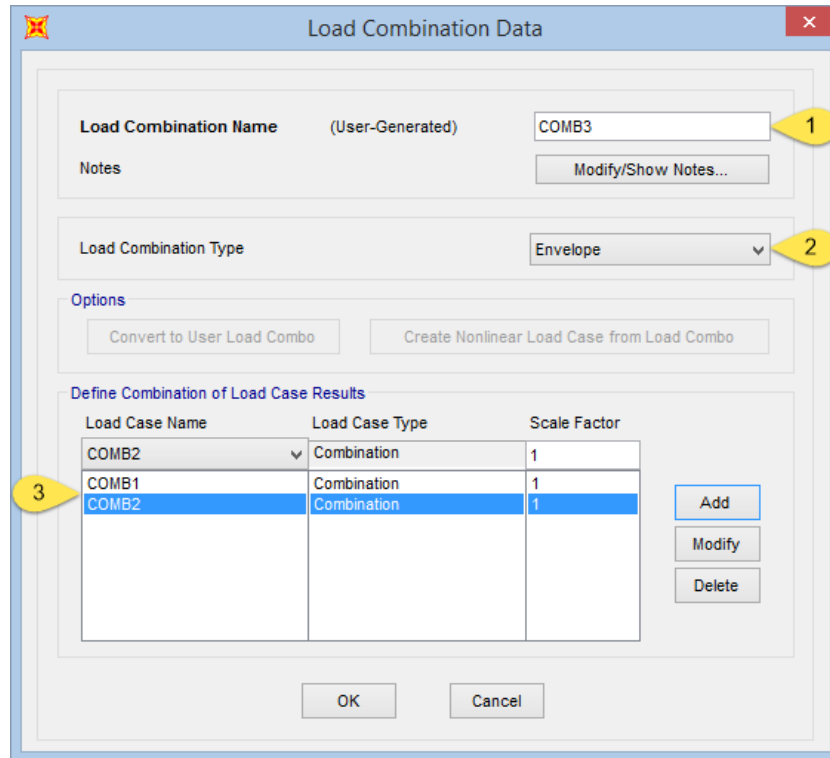 Load Combination Data
Load Combination Name (User-Generated) COMB3 1
Notes Modify/Show Notes...
Load Combination Type Envelope 2
Options
Convert to User Load Combo Create Nonlinear Load Case from Load Combo
Define Combination of Load Case Results
Load Case Name Load Case Type Scale Factor
COMB2 Combination 1
3 COMB1 Combination 1
COMB2 Combination 1
Add
Modify
Delete
OK Cancel